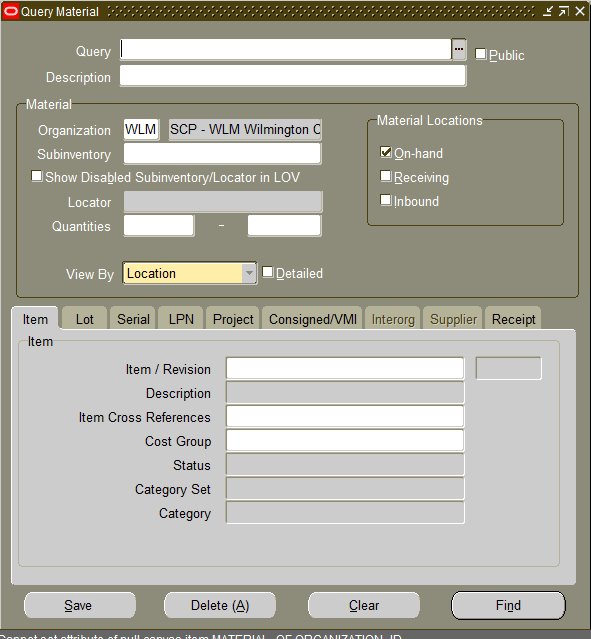 Query Material
Query ... Public
Description
Material
Organization WLM SCP - WLM Wilmington C
Material Locations
Subinventory
On-hand
Show Disabled Subinventory/Locator in LOV
Receiving
Locator
Inbound
Quantities -
View By Location Detailed
Item Lot Serial LPN Project Consigned/VMI Interorg Supplier Receipt
Item
Item / Revision
Description
Item Cross References
Cost Group
Status
Category Set
Category
Save Delete (A) Clear Find
Cannot set attribute of null canvas item MATERIAL_QF.ORGANIZATION_ID